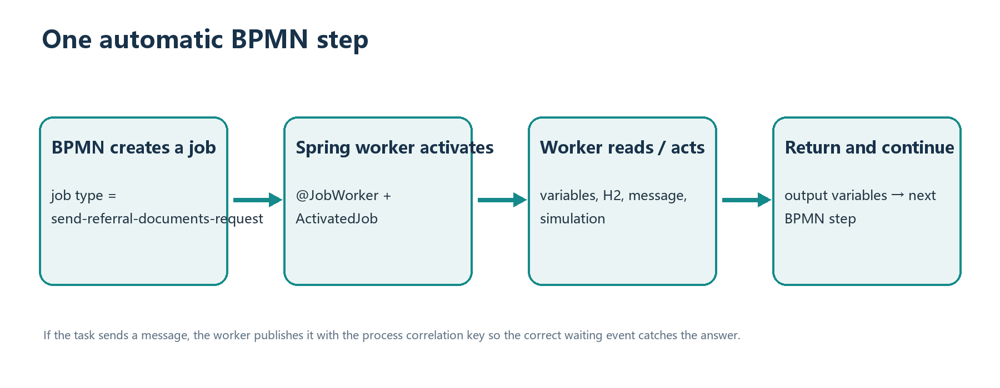 One automatic BPMN step
BPMN creates a job
job type =
send-referral-documents-request
Spring worker activates
@JobWorker +
ActivatedJob
Worker reads / acts
variables, H2, message,
simulation
Return and continue
output variables → next
BPMN step
If the task sends a message, the worker publishes it with the process correlation key so the correct waiting event catches the answer.